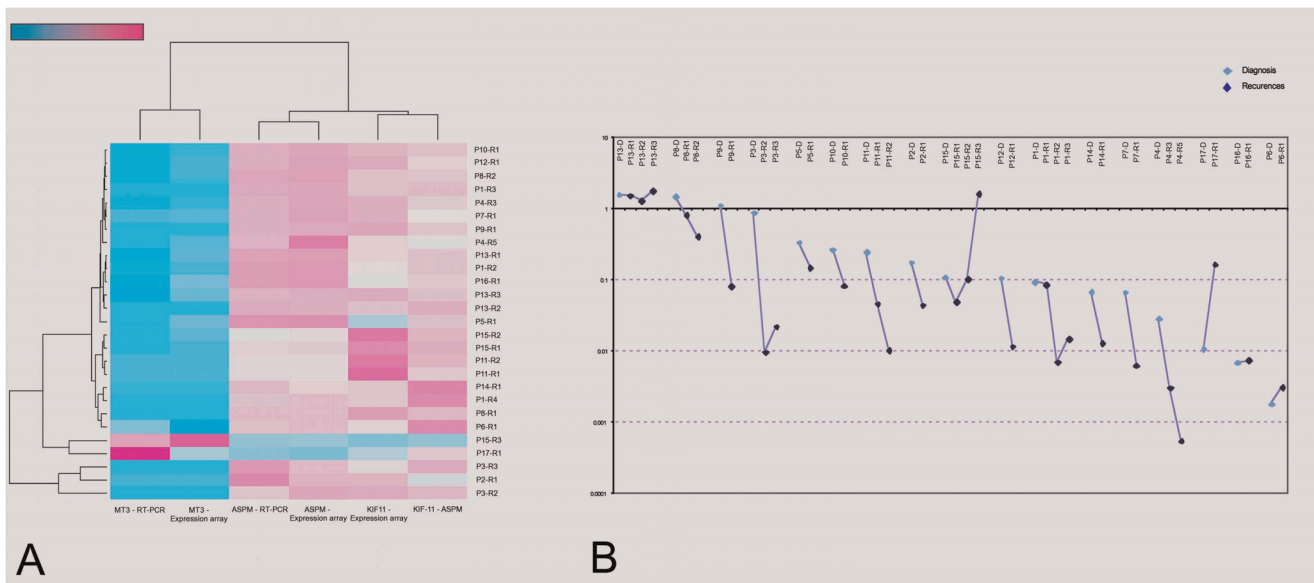 P10-R1
P12-R1
P8-R2
P1-R3
P4-R3
P7-R1
P9-R1
P4-R5
P13-R1
P1-R2
P16-R1
P13-R3
P13-R2
P5-R1
P15-R2
P15-R1
P11-R2
P11-R1
P14-R1
P1-R4
P8-R1
P6-R1
P15-R3
P17-R1
P3-R3
P2-R1
P3-R2
MT3 - RT-PCR
MT3 -
Expression array
ASPM - RT-PCR
ASPM -
Expression array
KIF11 -
Expression array
KIF-11 - ASPM
A
Diagnosis
Recurences
10
1
0.1
0.01
0.001
0.0001
P13-D
P13-R1
P13-R2
P13-R3
P8-D
P8-R1
P8-R2
P9-D
P9-R1
P3-D
P3-R2
P3-R3
P5-D
P5-R1
P10-D
P10-R1
P11-D
P11-R1
P11-R2
P2-D
P2-R1
P15-D
P15-R1
P15-R2
P15-R3
P12-D
P12-R1
P1-D
P1-R1
P1-R2
P1-R3
P14-D
P14-R1
P7-D
P7-R1
P4-D
P4-R3
P4-R5
P17-D
P17-R1
P16-D
P16-R1
P6-D
P6-R1
B